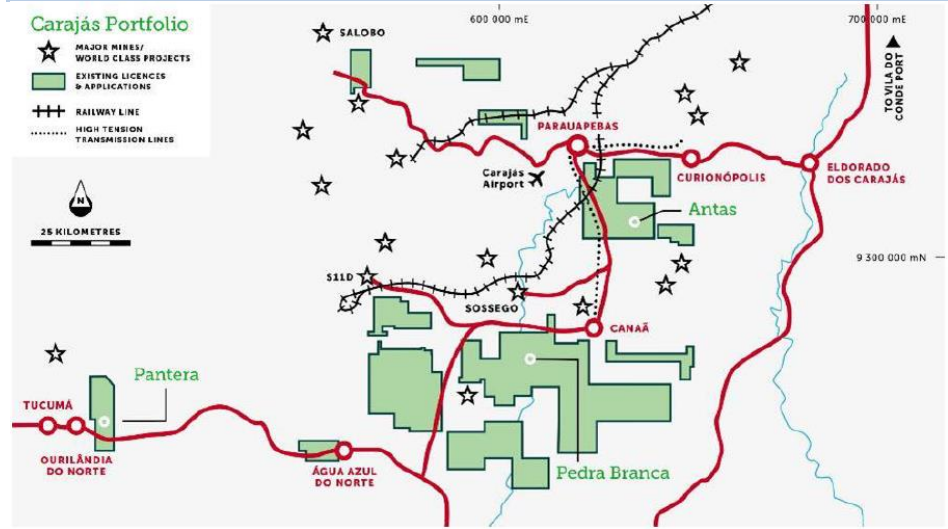 Carajás Portfolio
MAJOR MINES/
WORLD CLASS PROJECTS
EXISTING LICENCES
& APPLICATIONS
RAILWAY LINE
HIGH TENSION
TRANSMISSION LINES
N
25 KILOMETRES
600 000 mE
700 000 mE
TO VILA DO
CONDE PORT
SALOBO
PARAUAPEBAS
Carajás
Airport
CURIONÓPOLIS
ELDORADO
DOS CARAJÁS
Antas
9 300 000 mN
S11D
SOSSEGO
CANAÃ
Pantera
TUCUMÁ
OURILÂNDIA
DO NORTE
ÁGUA AZUL
DO NORTE
Pedra Branca